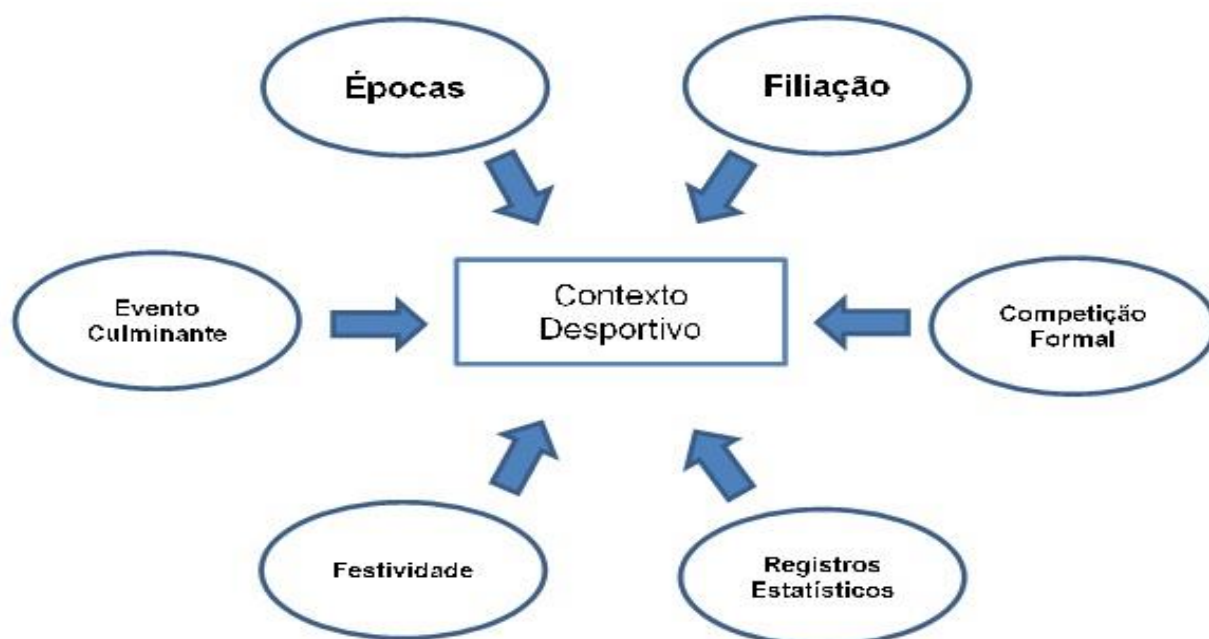 Épocas
Filiação
Evento
Culminante
Contexto
Desportivo
Competição
Formal
Festividade
Registros
Estatísticos